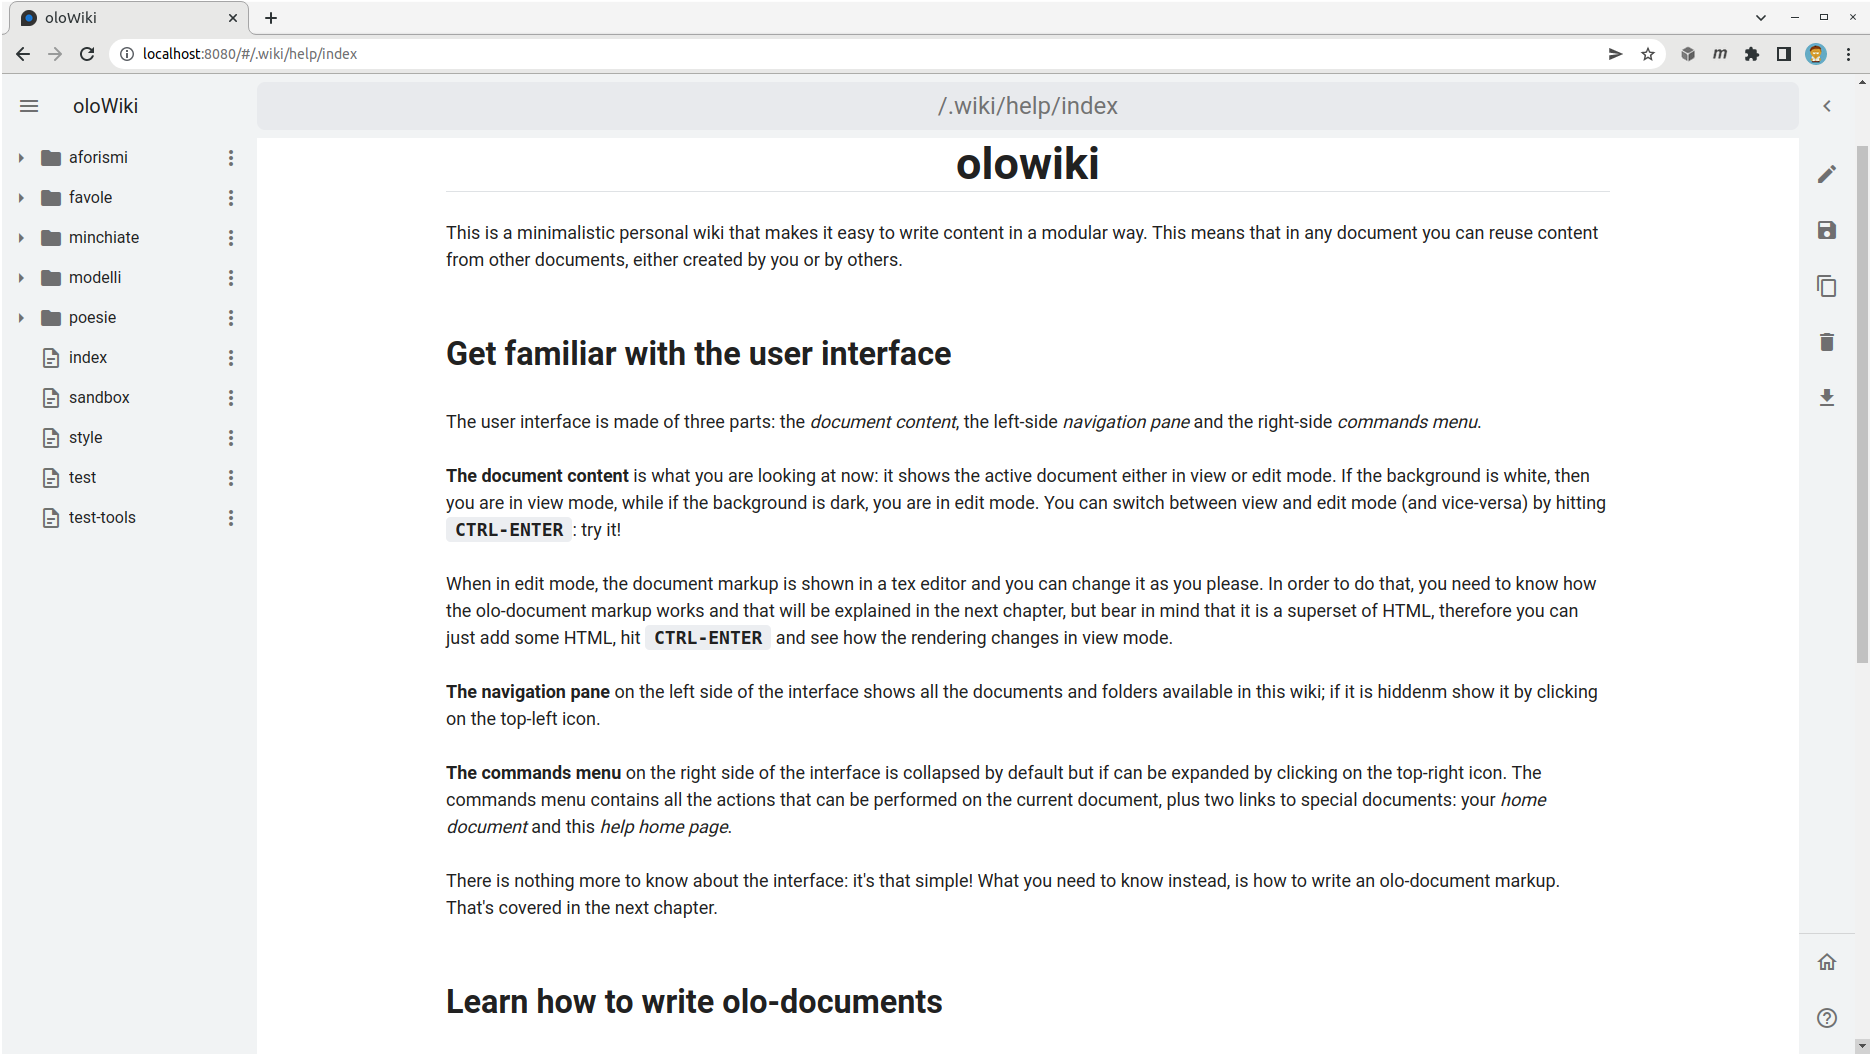 oloWiki
localhost:8080/#/.wiki/help/index
m
oloWiki
/.wiki/help/index
aforismi
favole
minchiate
modelli
poesie
index
sandbox
style
test
test-tools
olowiki
This is a minimalistic personal wiki that makes it easy to write content in a modular way. This means that in any document you can reuse content
from other documents, either created by you or by others.
Get familiar with the user interface
The user interface is made of three parts: the document content, the left-side navigation pane and the right-side commands menu.
The document content is what you are looking at now: it shows the active document either in view or edit mode. If the background is white, then
you are in view mode, while if the background is dark, you are in edit mode. You can switch between view and edit mode (and vice-versa) by hitting
CTRL-ENTER : try it!
When in edit mode, the document markup is shown in a tex editor and you can change it as you please. In order to do that, you need to know how
the olo-document markup works and that will be explained in the next chapter, but bear in mind that it is a superset of HTML, therefore you can
just add some HTML, hit CTRL-ENTER and see how the rendering changes in view mode.
The navigation pane on the left side of the interface shows all the documents and folders available in this wiki; if it is hiddenm show it by clicking
on the top-left icon.
The commands menu on the right side of the interface is collapsed by default but if can be expanded by clicking on the top-right icon. The
commands menu contains all the actions that can be performed on the current document, plus two links to special documents: your home
document and this help home page.
There is nothing more to know about the interface: it's that simple! What you need to know instead, is how to write an olo-document markup.
That's covered in the next chapter.
Learn how to write olo-documents